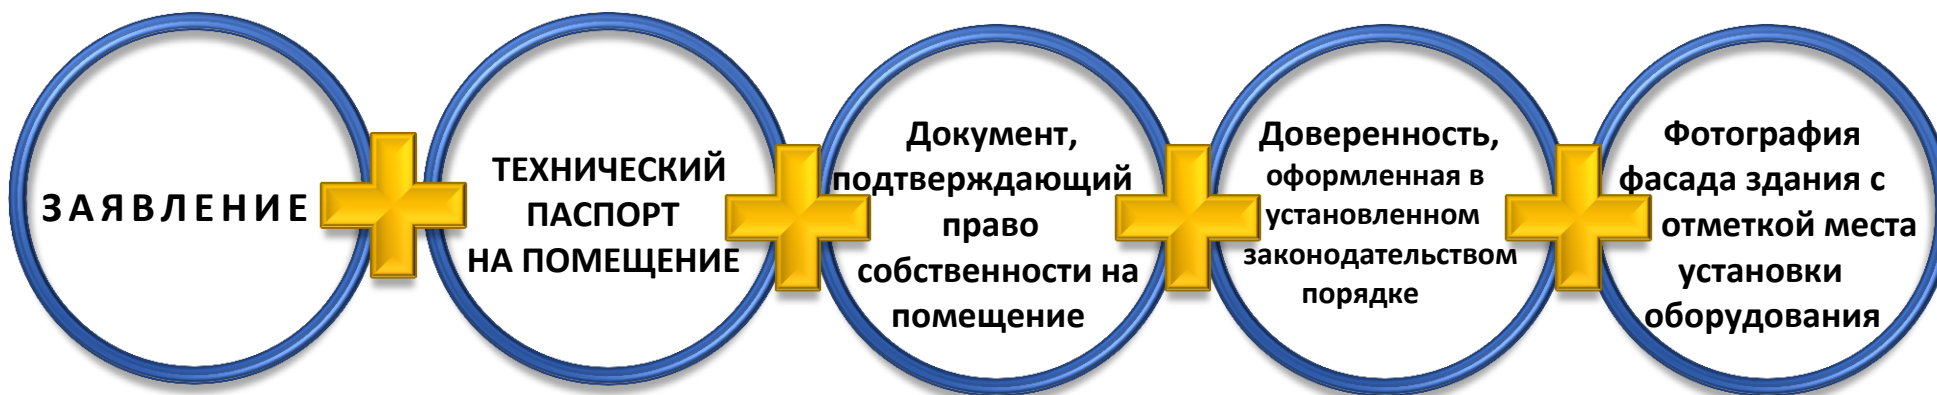 ЗАЯВЛЕНИЕ
ТЕХНИЧЕСКИЙ
ПАСПОРТ
НА ПОМЕЩЕНИЕ
Документ,
подтверждающий
право
собственности на
помещение
Доверенность,
оформленная в
установленном
законодательством
порядке
Фотография
фасада здания с
отметкой места
установки
оборудования